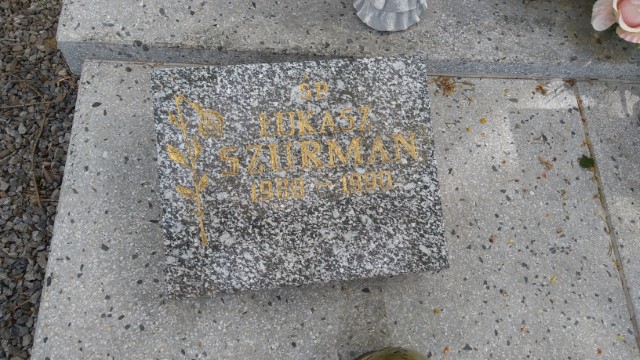 ŚP
ŁUKASZ
SZURMAN
1988 - 1990